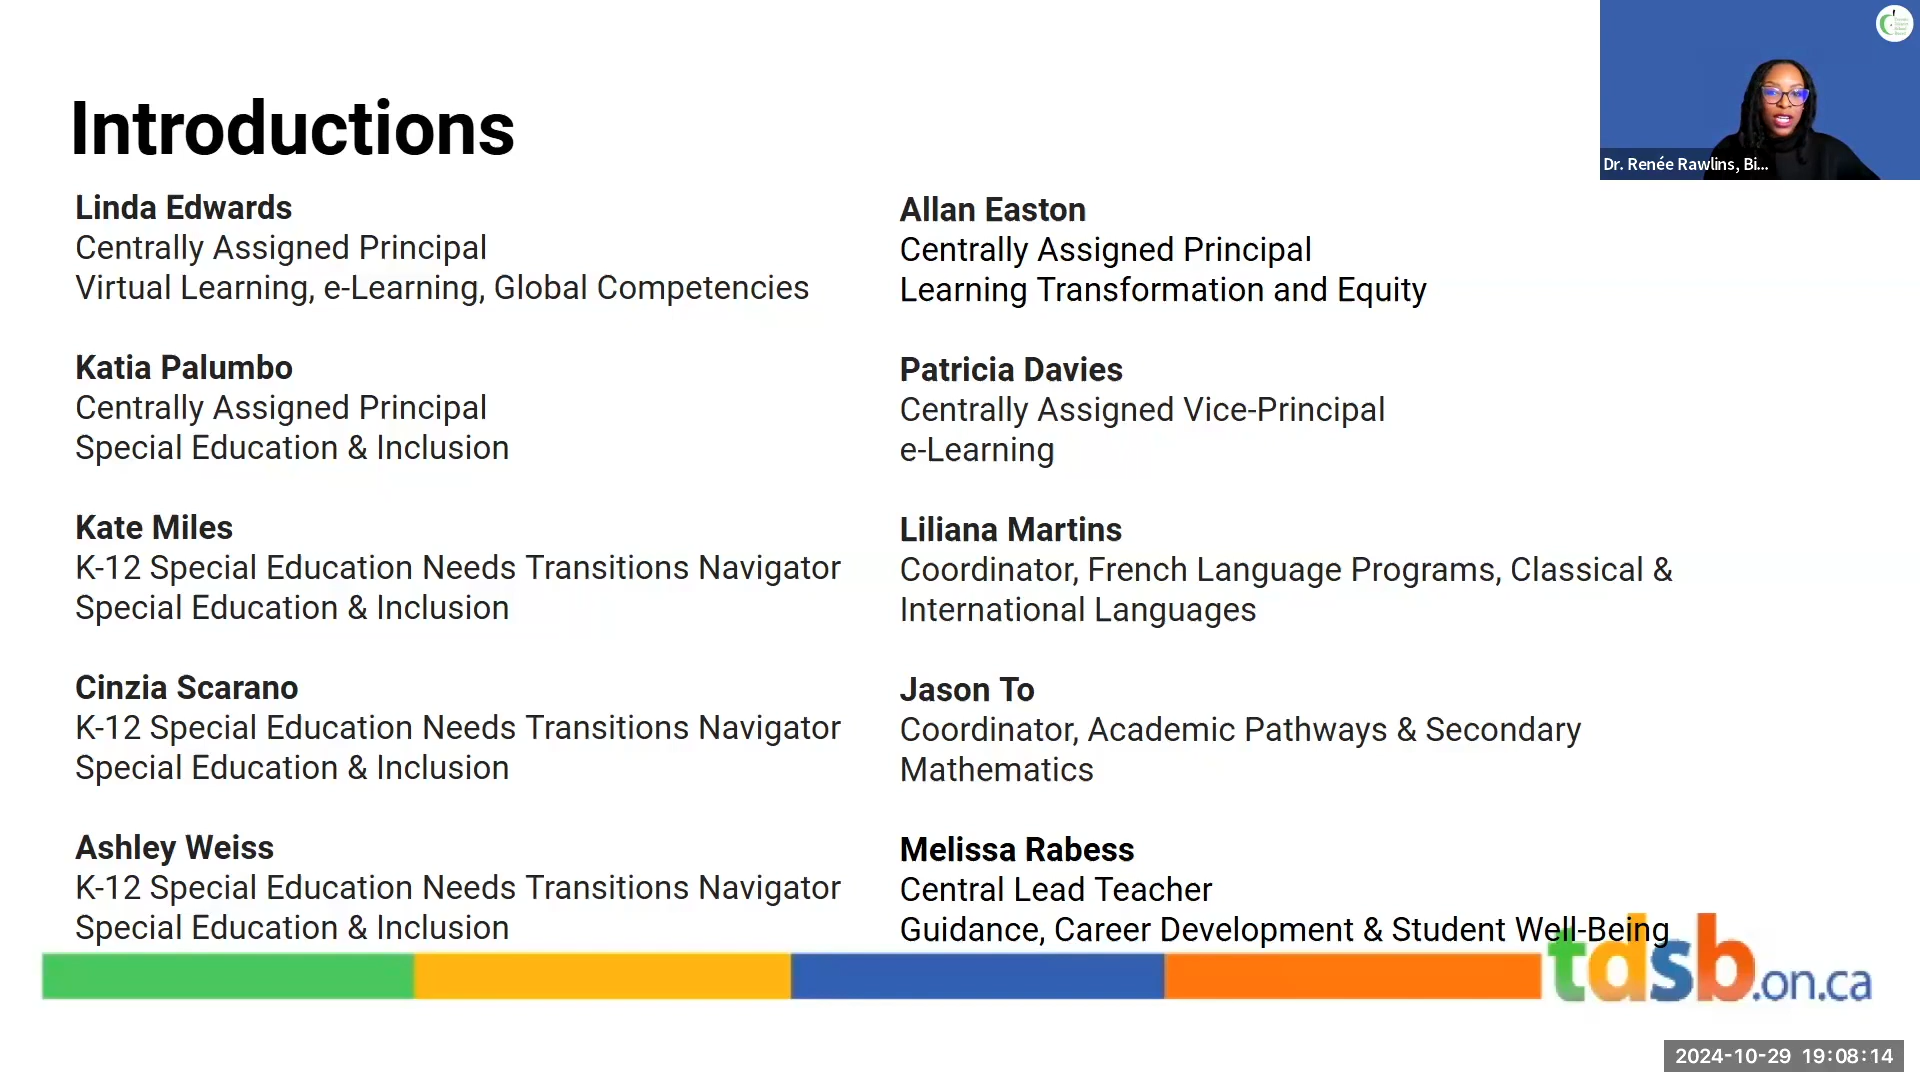 Introductions
Linda Edwards
Centrally Assigned Principal
Virtual Learning, e-Learning, Global Competencies
Katia Palumbo
Centrally Assigned Principal
Special Education & Inclusion
Kate Miles
K-12 Special Education Needs Transitions Navigator
Special Education & Inclusion
Cinzia Scarano
K-12 Special Education Needs Transitions Navigator
Special Education & Inclusion
Ashley Weiss
K-12 Special Education Needs Transitions Navigator
Special Education & Inclusion
Allan Easton
Centrally Assigned Principal
Learning Transformation and Equity
Patricia Davies
Centrally Assigned Vice-Principal
e-Learning
Liliana Martins
Coordinator, French Language Programs, Classical &
International Languages
Jason To
Coordinator, Academic Pathways & Secondary
Mathematics
Melissa Rabess
Central Lead Teacher
Guidance, Career Development & Student Well-Being
tdsb.on.ca
Dr. Renée Rawlins, Bi...
2024-10-29 19:08:14